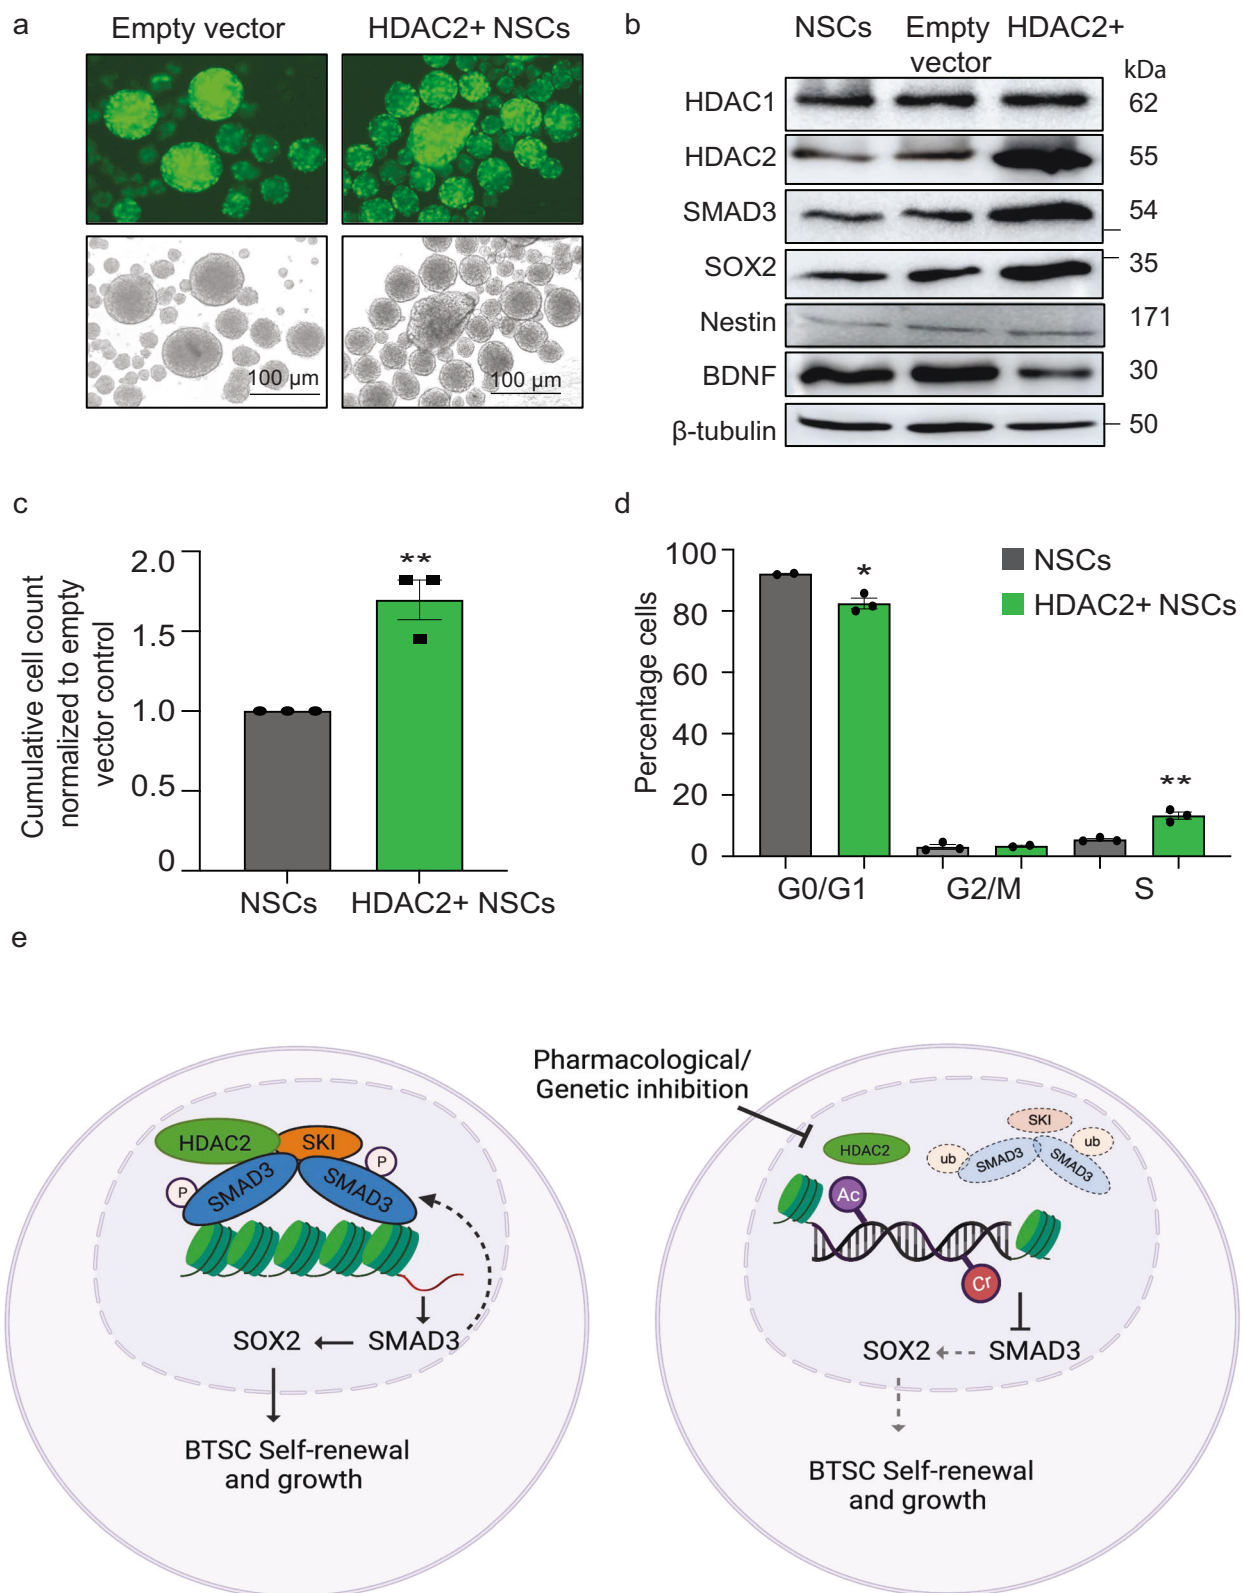 a
Empty vector
HDAC2+ NSCs
100 µm
100 µm
b
NSCs
Empty
vector
HDAC2+
kDa
HDAC1
62
HDAC2
55
SMAD3
54
SOX2
35
Nestin
171
BDNF
30
β-tubulin
50
c
Cumulative cell count
normalized to empty
vector control
2.0
1.5
1.0
0.5
0
**
NSCs
HDAC2+ NSCs
d
Percentage cells
100
80
60
40
20
0
*
**
NSCs
HDAC2+ NSCs
G0/G1
G2/M
S
e
HDAC2
SKI
P
SMAD3
SMAD3
P
SOX2
SMAD3
BTSC Self-renewal
and growth
Pharmacological/
Genetic inhibition
HDAC2
SKI
ub
SMAD3
SMAD3
ub
Ac
Cr
SOX2
SMAD3
BTSC Self-renewal
and growth